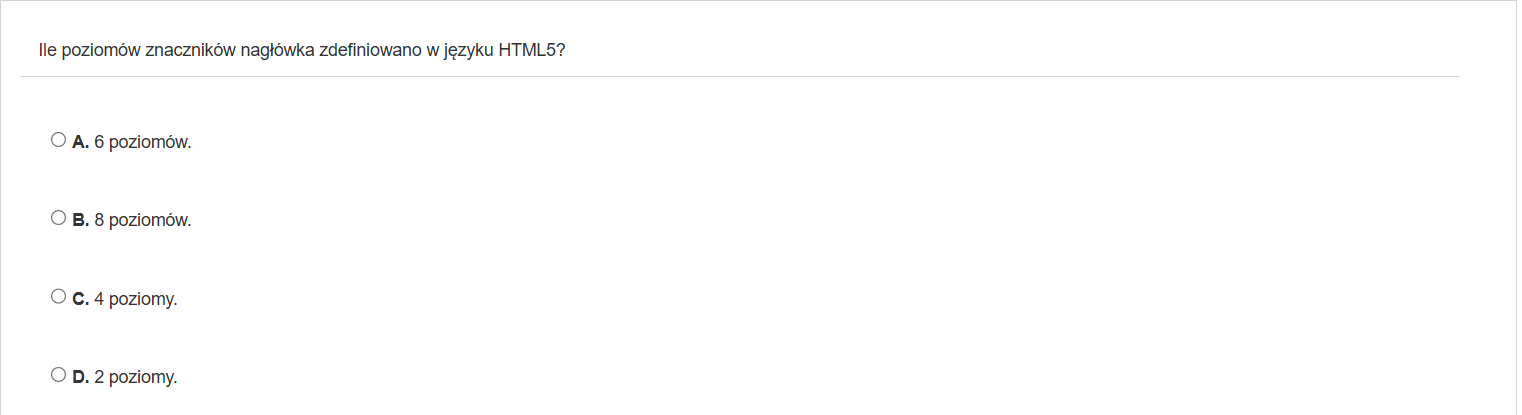 Ile poziomów znaczników nagłówka zdefiniowano w języku HTML5?
A. 6 poziomów.
B. 8 poziomów.
C. 4 poziomy.
D. 2 poziomy.